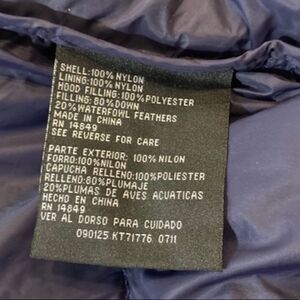 SHELL:100% NYLON
LINING:100% NYLON
HOOD FILLING:100% POLYESTER
FILLING: 80% DOWN
20% WATERFOWL FEATHERS
MADE IN CHINA
RN 14849
SEE REVERSE FOR CARE
PARTE EXTERIOR: 100% NILON
FORRO:100%NILON
CAPUCHA RELLENO:100%POLIESTER
RELLENO:80%PLUMAJE
20%PLUMAS DE AVES ACUATICAS
HECHO EN CHINA
RN 14849
VER AL DORSO PARA CUIDADO
090125 KT71776 0711